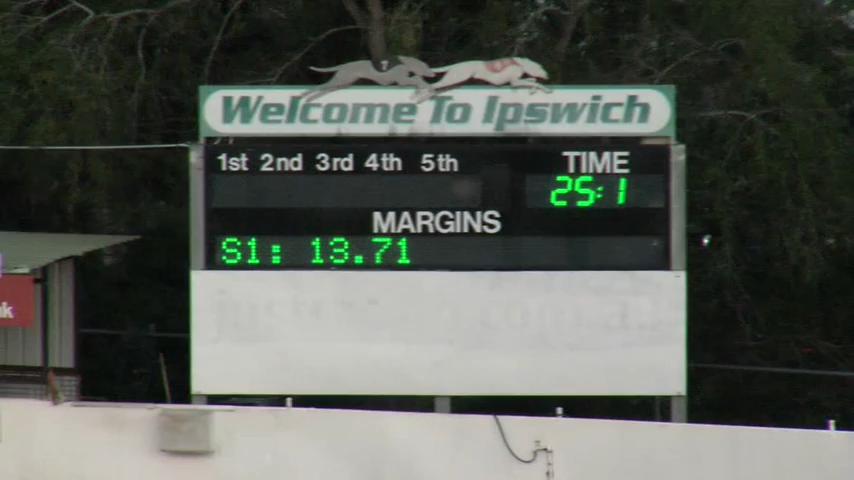 Welcome To Ipswich
1st 2nd 3rd 4th 5th TIME
25:1
MARGINS
S1: 13.71